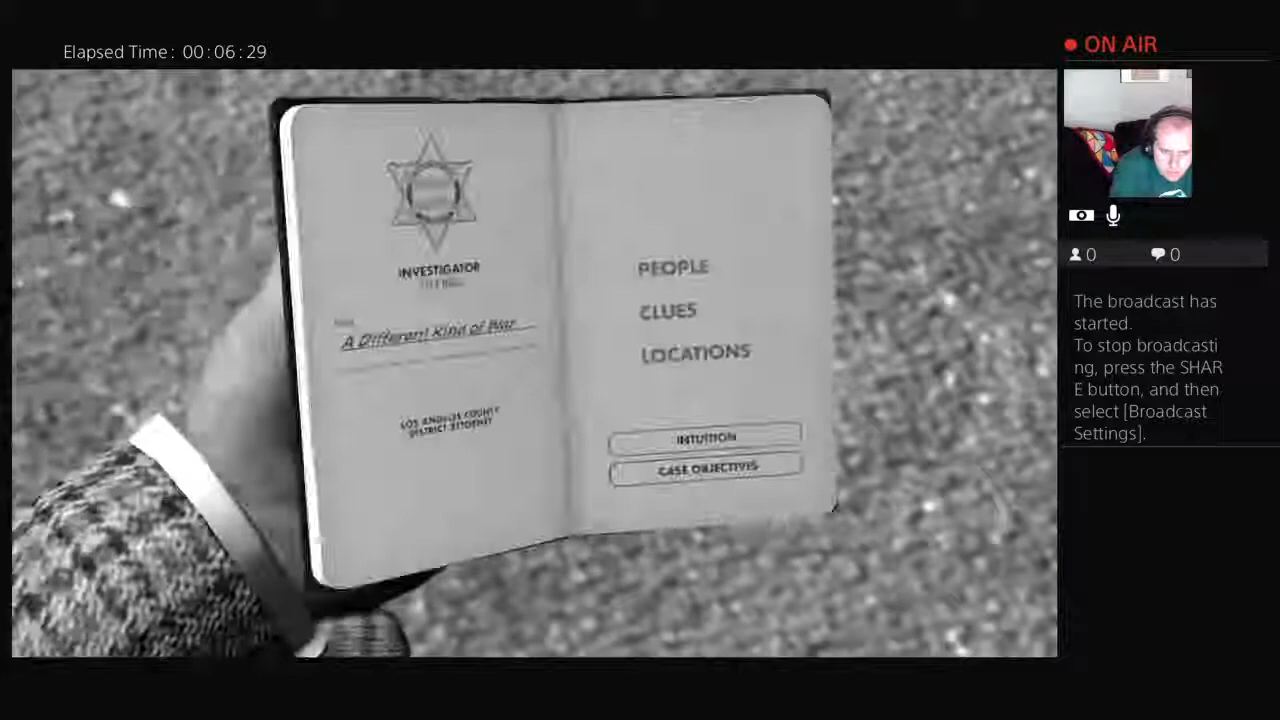 Elapsed Time: 00:06:29
ON AIR
INVESTIGATOR
A Different Kind of War
LOS ANGELES COUNTY
DISTRICT ATTORNEY
PEOPLE
CLUES
LOCATIONS
INTUITION
CASE OBJECTIVES
0
0
The broadcast has
started.
To stop broadcasti
ng, press the SHAR
E button, and then
select [Broadcast
Settings].